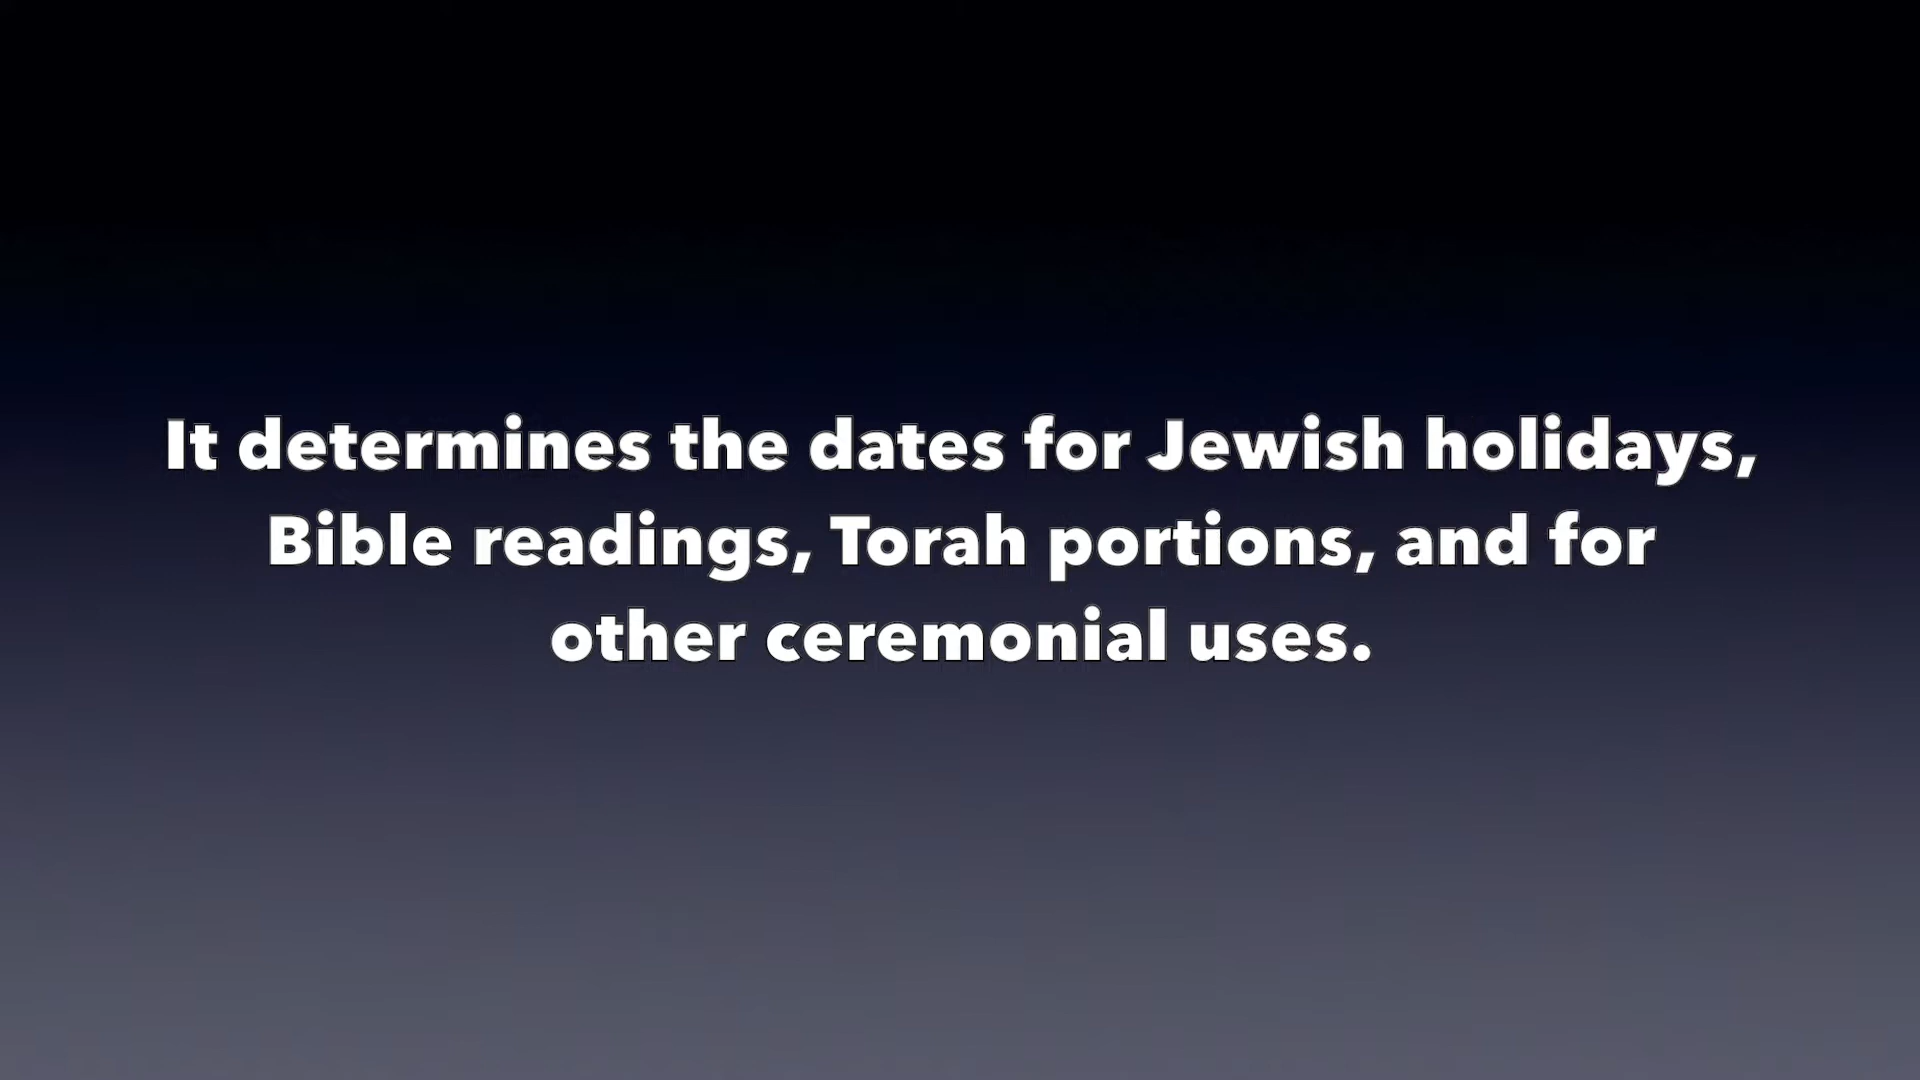 It determines the dates for Jewish holidays,
Bible readings, Torah portions, and for
other ceremonial uses.